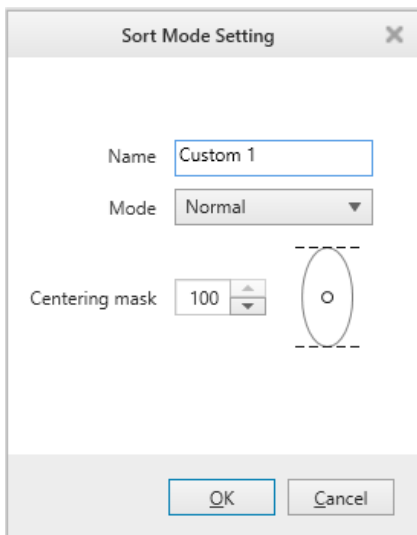 Sort Mode Setting
Name Custom 1
Mode Normal
Centering mask 100
OK Cancel